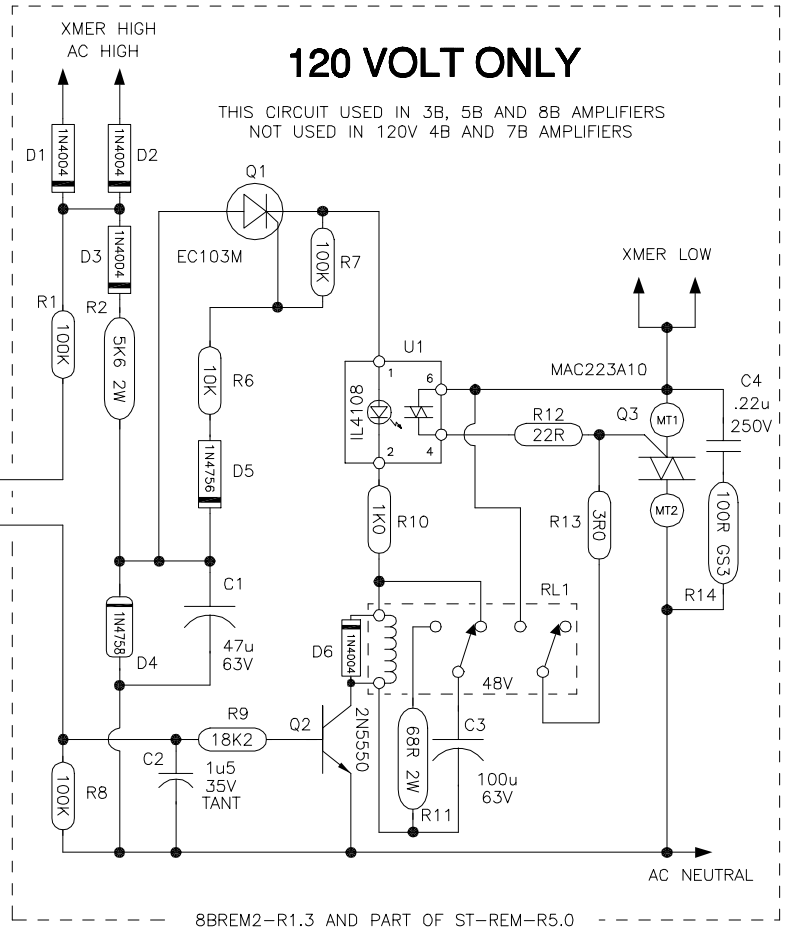 XMER HIGH
AC HIGH
120 VOLT ONLY
THIS CIRCUIT USED IN 3B, 5B AND 8B AMPLIFIERS
NOT USED IN 120V 4B AND 7B AMPLIFIERS
D1
1N4004
1N4004
D2
Q1
EC103M
D3
1N4004
100K
R7
XMER LOW
R1
100K
R2
5K6 2W
U1
10K
R6
IL4108
1
6
2
4
MAC223A10
C4
.22u
250V
R12
22R
Q3
MT1
MT2
1N4756
D5
1K0
R10
R13
3R0
100R GS3
R14
C1
47u
63V
1N4758
D4
RL1
D6
1N4004
48V
R9
18K2
Q2
2N5550
68R 2W
R11
C3
100u
63V
C2
1u5
35V
TANT
100K
R8
AC NEUTRAL
8BREM2-R1.3 AND PART OF ST-REM-R5.0